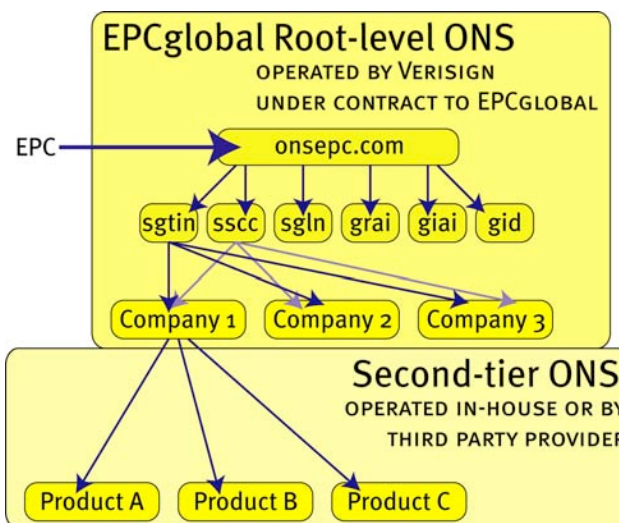 EPCglobal Root-level ONS
OPERATED BY VERISIGN
UNDER CONTRACT TO EPCGLOBAL
EPC
onsepc.com
sgtin sscc sgln grai giai gid
Company 1 Company 2 Company 3
Second-tier ONS
OPERATED IN-HOUSE OR BY
THIRD PARTY PROVIDER
Product A Product B Product C